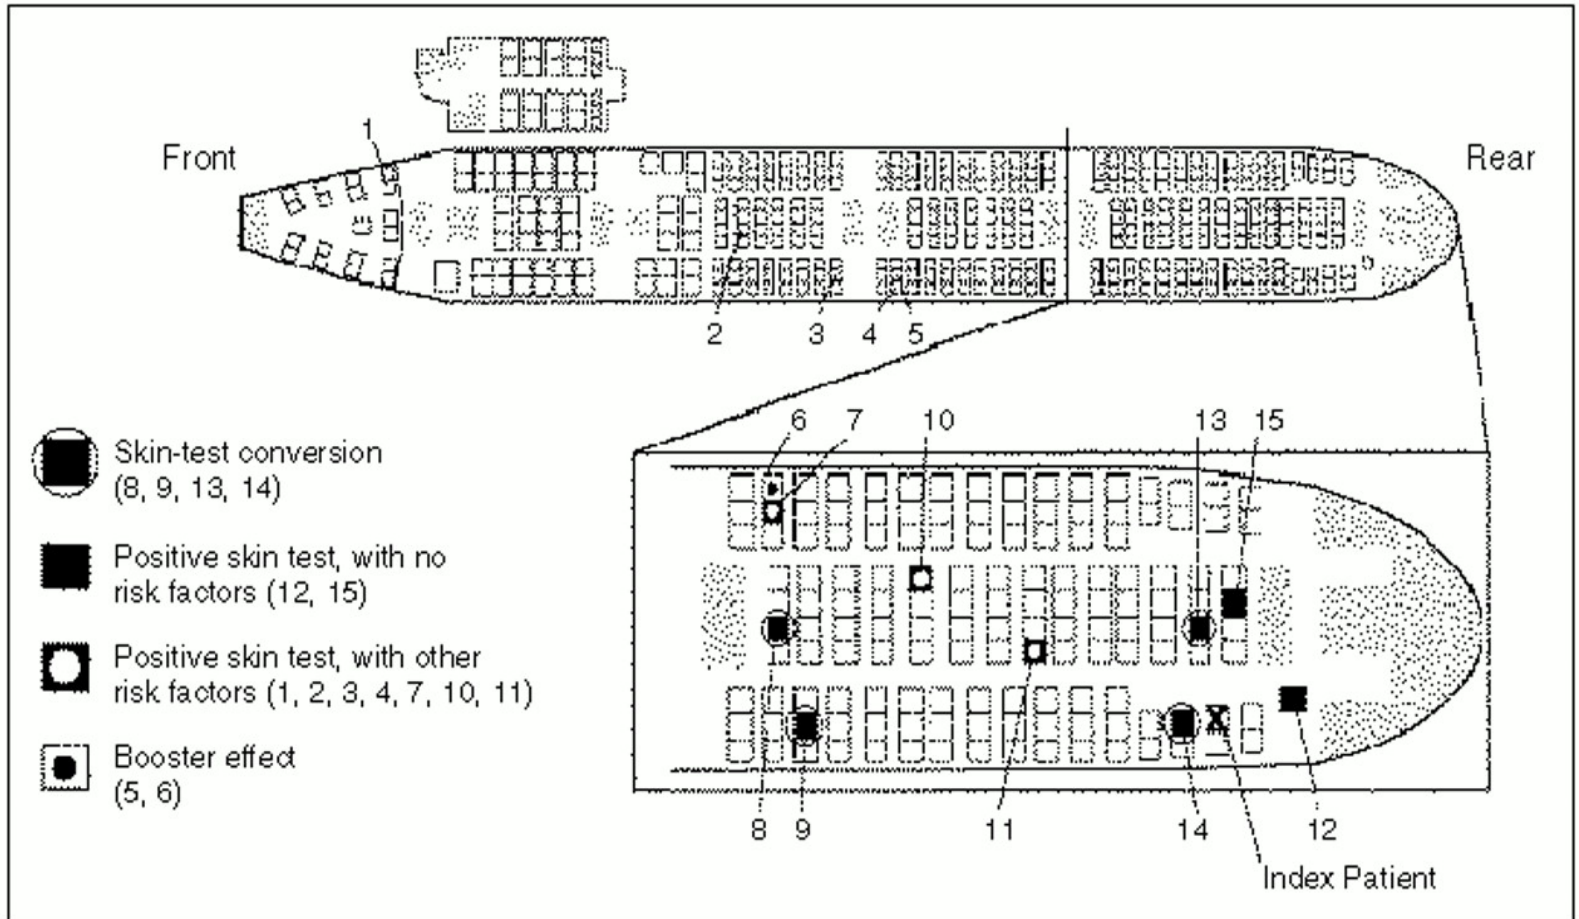 1
Front
Rear
2 3 4 5
6 7 10 13 15
Skin-test conversion
(8, 9, 13, 14)
Positive skin test, with no
risk factors (12, 15)
Positive skin test, with other
risk factors (1, 2, 3, 4, 7, 10, 11)
Booster effect
(5, 6)
X
8 9 11 14 12
Index Patient